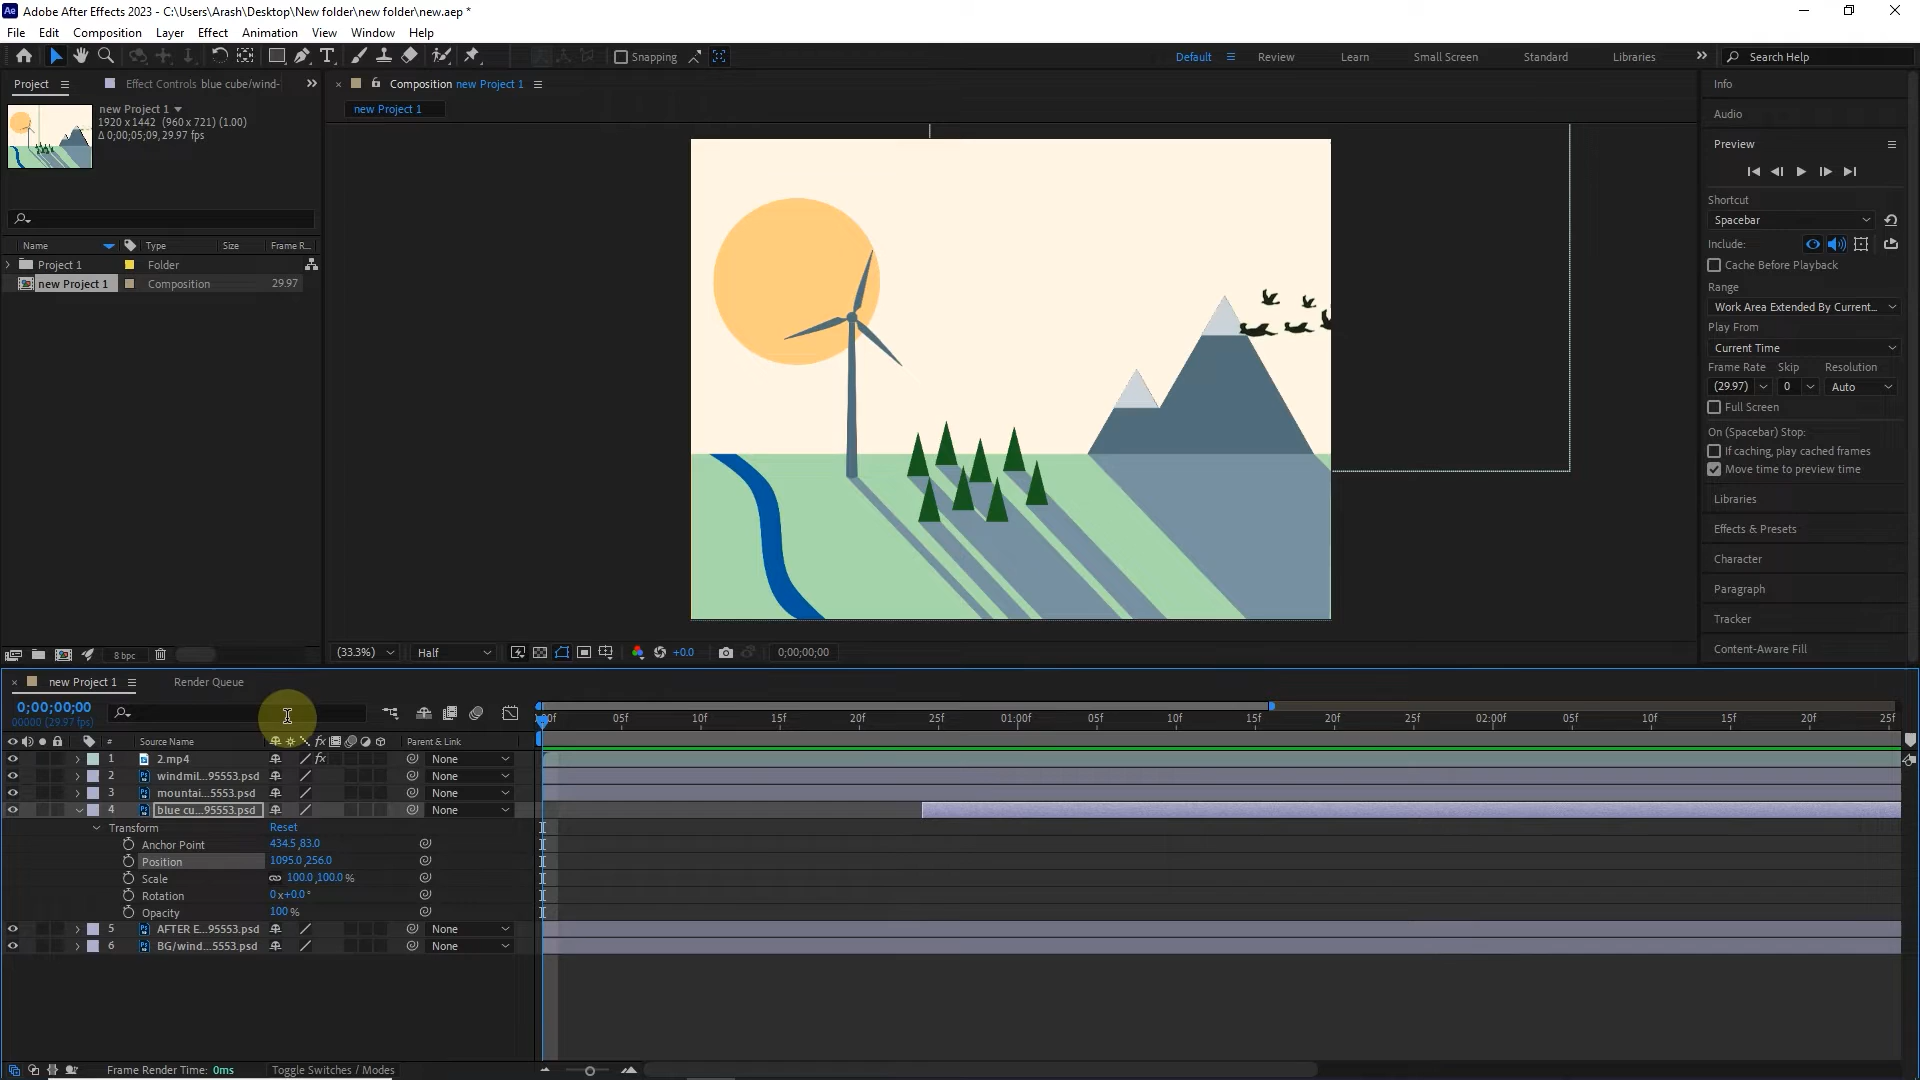 Adobe After Effects 2023 - C:\Users\Arash\Desktop\New folder\new folder\new.aep *
File Edit Composition Layer Effect Animation View Window Help
Snapping
Default Review Learn Small Screen Standard Libraries
Search Help
Project
Effect Controls blue cube/wind-
new Project 1
1920 x 1442 (960 x 721) (1.00)
Δ 0;00;05;09, 29.97 fps
Name Type Size Frame R...
Project 1 Folder
new Project 1 Composition 29.97
8 bpc
Composition new Project 1
new Project 1
(33.3%) Half +0.0 0;00;00;00
Info
Audio
Preview
Shortcut
Spacebar
Include:
Cache Before Playback
Range
Work Area Extended By Current...
Play From
Current Time
Frame Rate Skip Resolution
(29.97) 0 Auto
Full Screen
On (Spacebar) Stop:
If caching, play cached frames
Move time to preview time
Libraries
Effects & Presets
Character
Paragraph
Tracker
Content-Aware Fill
new Project 1 Render Queue
0;00;00;00
00000 (29.97 fps)
05f 10f 15f 20f 25f 01:00f 05f 10f 15f 20f 25f 02:00f 05f 10f 15f 20f 25f
# Source Name fx Parent & Link
1 2.mp4 fx None
2 windmil...95553.psd None
3 mountai...5553.psd None
4 blue cu...95553.psd None
Transform Reset
Anchor Point 434.5,83.0
Position 1095.0,256.0
Scale 100.0,100.0%
Rotation 0x+0.0°
Opacity 100%
5 AFTER E...95553.psd None
6 BG/wind...5553.psd None
Frame Render Time: 0ms Toggle Switches / Modes